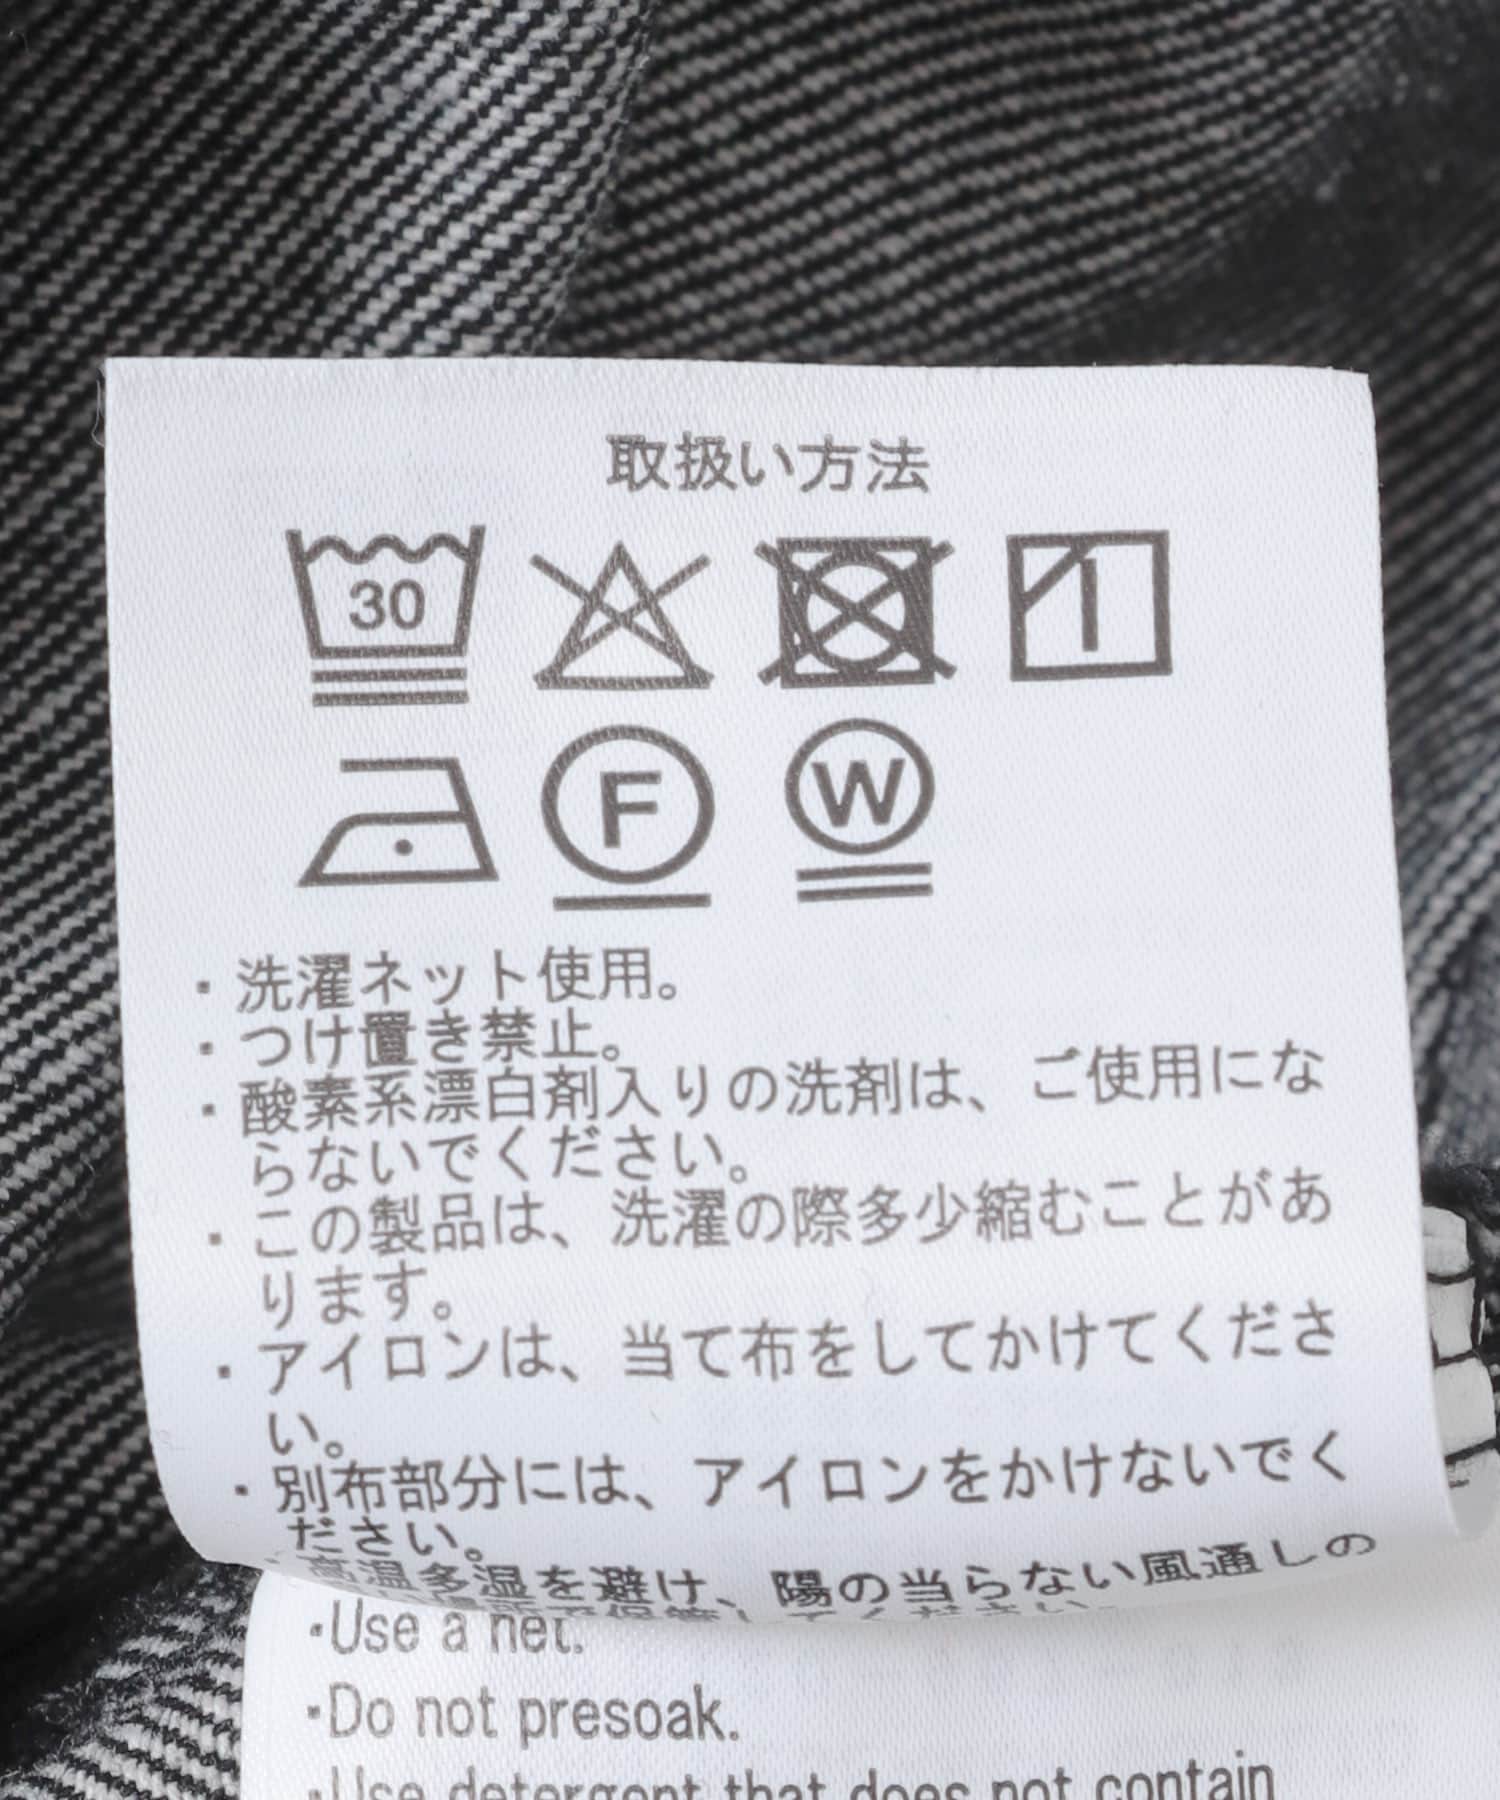 取扱い方法
30
F
W
・洗濯ネット使用。
・つけ置き禁止。
・酸素系漂白剤入りの洗剤は、ご使用にな
らないでください。
・この製品は、洗濯の際多少縮むことがあ
ります。
・アイロンは、当て布をしてかけてくださ
い。
・別布部分には、アイロンをかけないでく
ださい。
・高温多湿を避け、陽の当らない風通しの
・Use a net.
・Do not presoak.
・Use detergent that does not contain